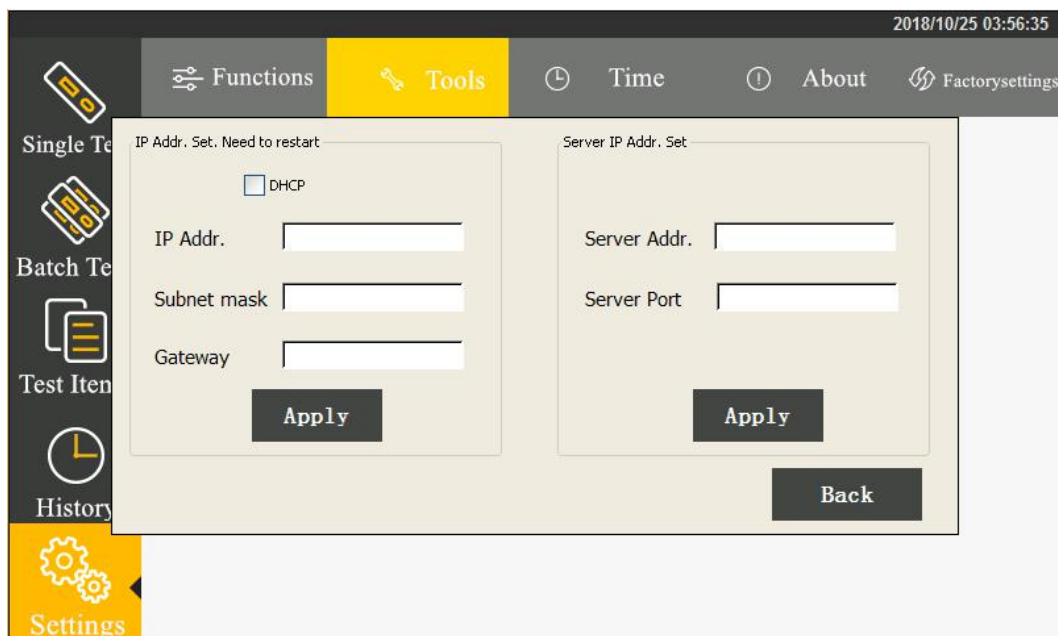 2018/10/25 03:56:35
Functions
Tools
Time
About
Factorysettings
Single Te
Batch Te
Test Iten
History
Settings
IP Addr. Set. Need to restart
DHCP
IP Addr.
Subnet mask
Gateway
Apply
Server IP Addr. Set
Server Addr.
Server Port
Apply
Back